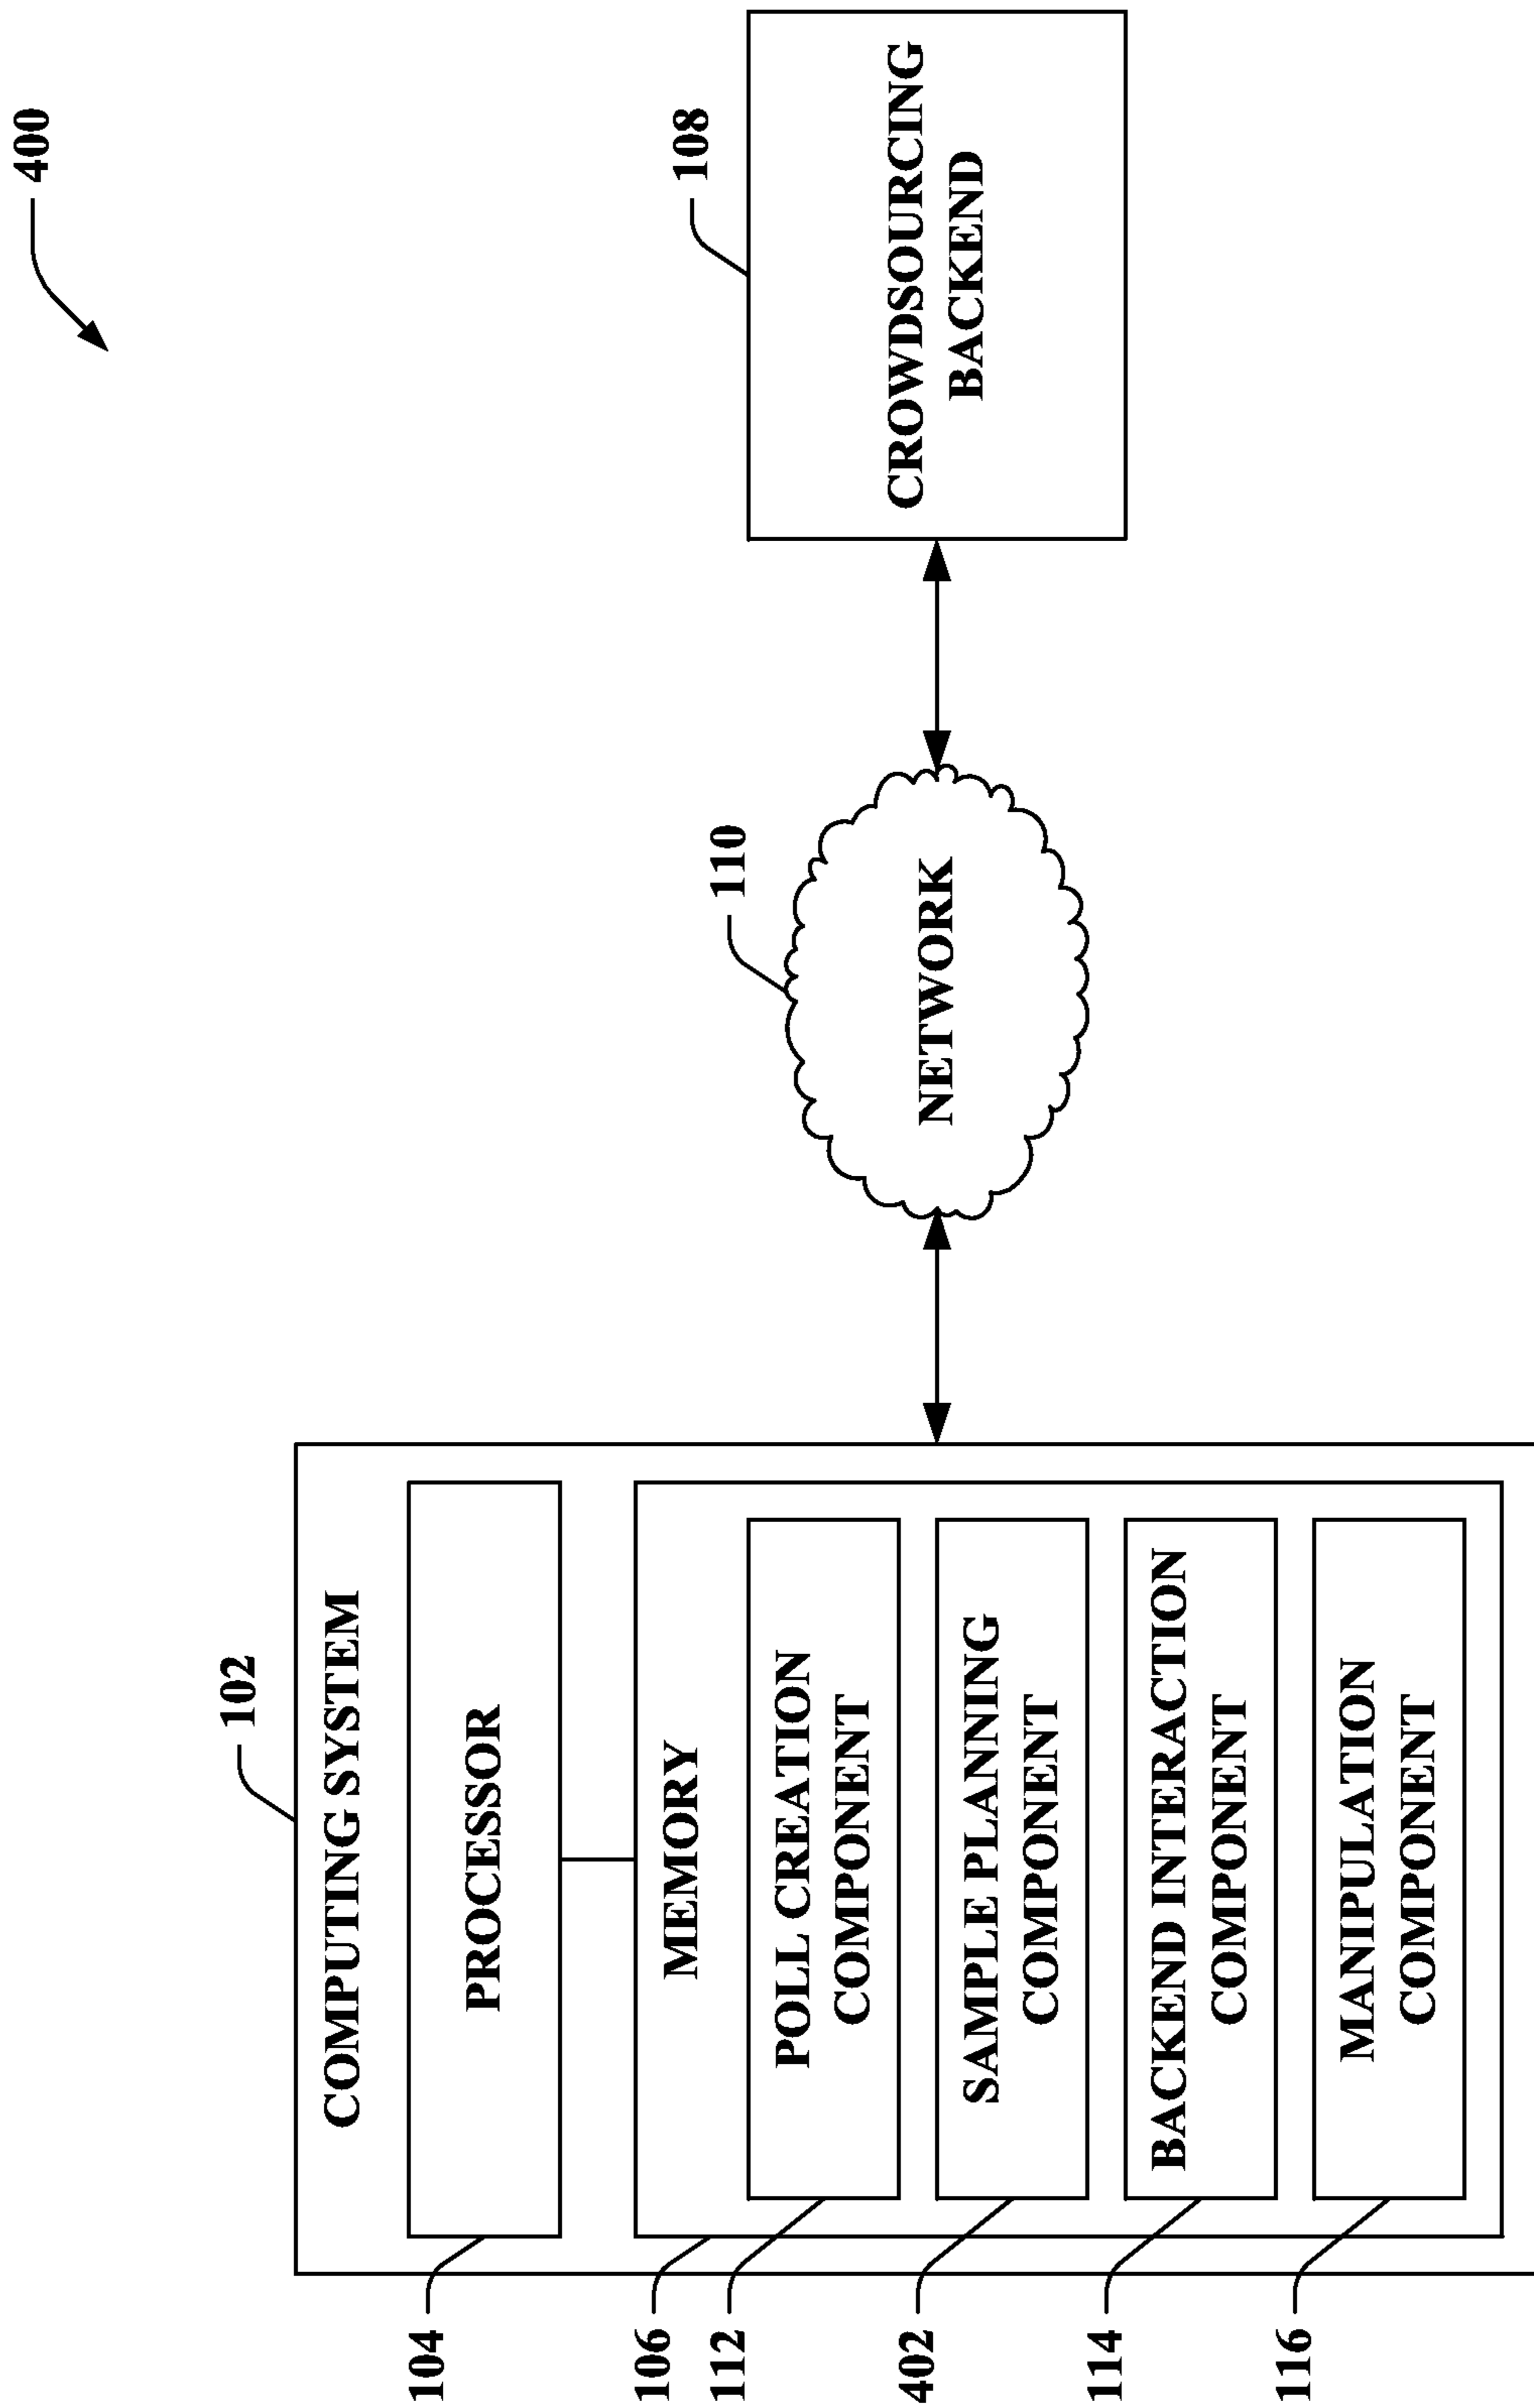 400
102
COMPUTING SYSTEM
104
PROCESSOR
106
MEMORY
112
POLL CREATION
COMPONENT
402
SAMPLE PLANNING
COMPONENT
114
BACKEND INTERACTION
COMPONENT
116
MANIPULATION
COMPONENT
110
NETWORK
108
CROWDSOURCING
BACKEND